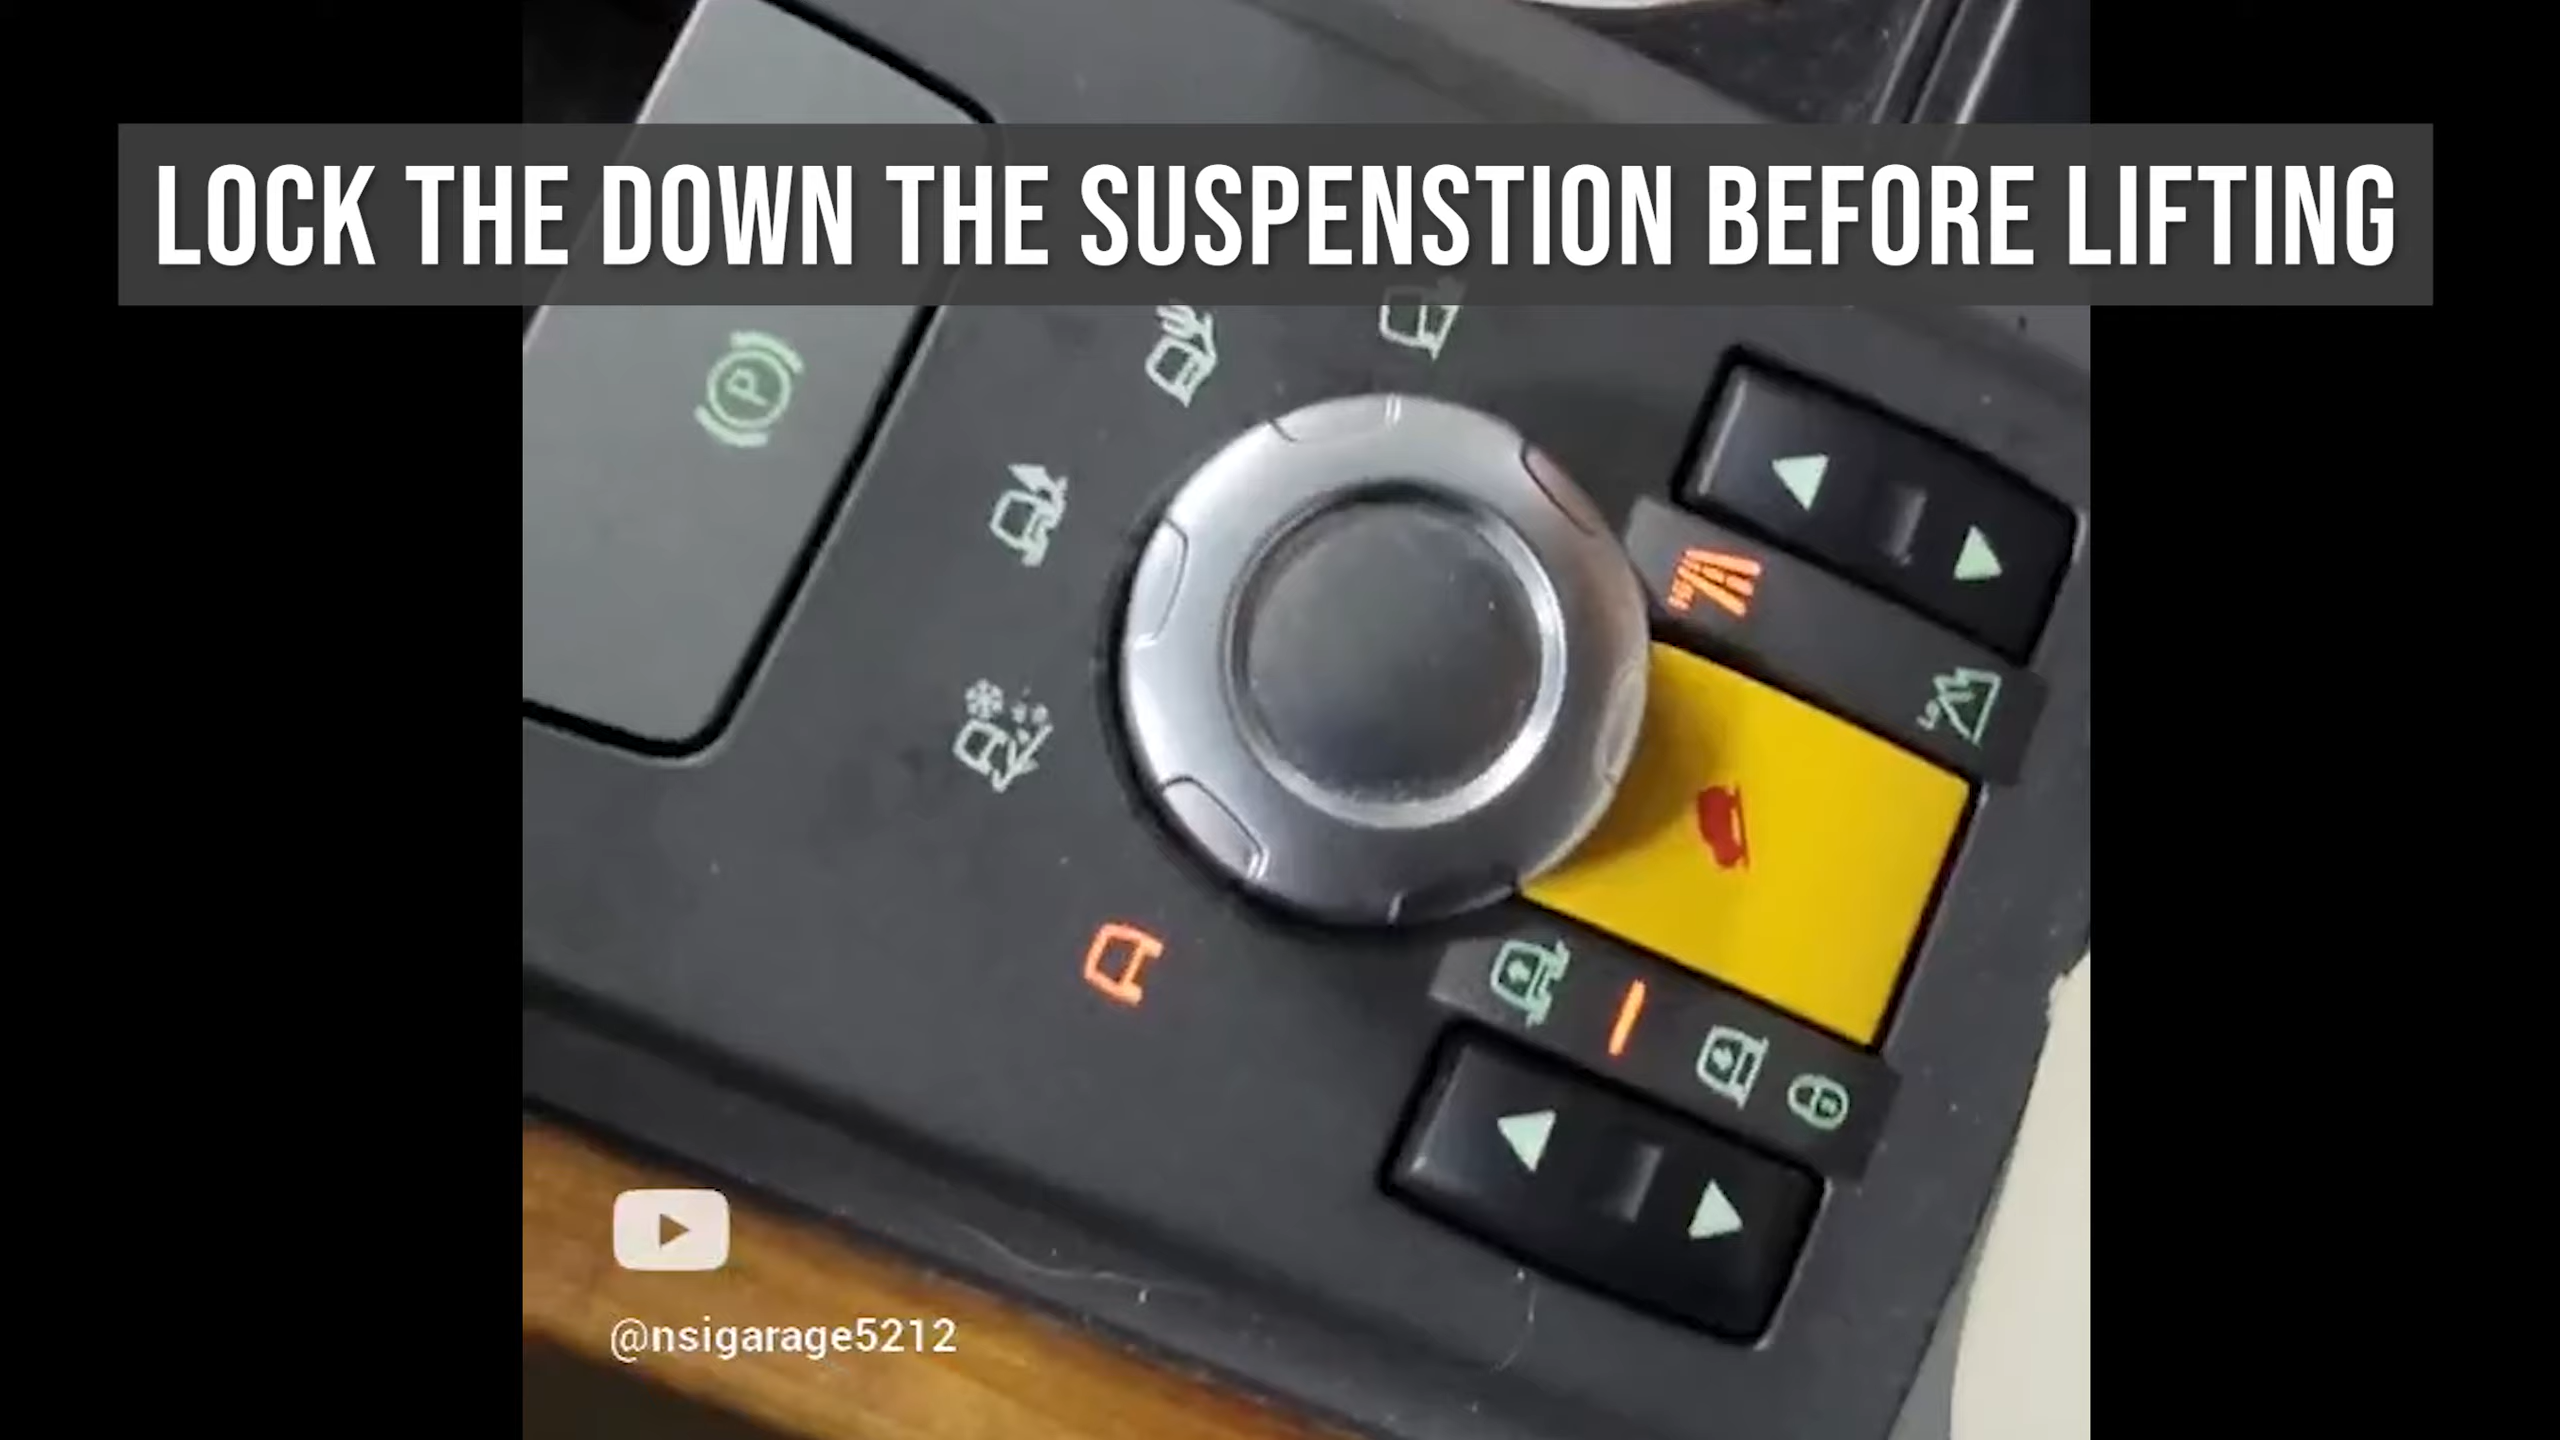 LOCK THE DOWN THE SUSPENSTION BEFORE LIFTING
P
@nsigarage5212